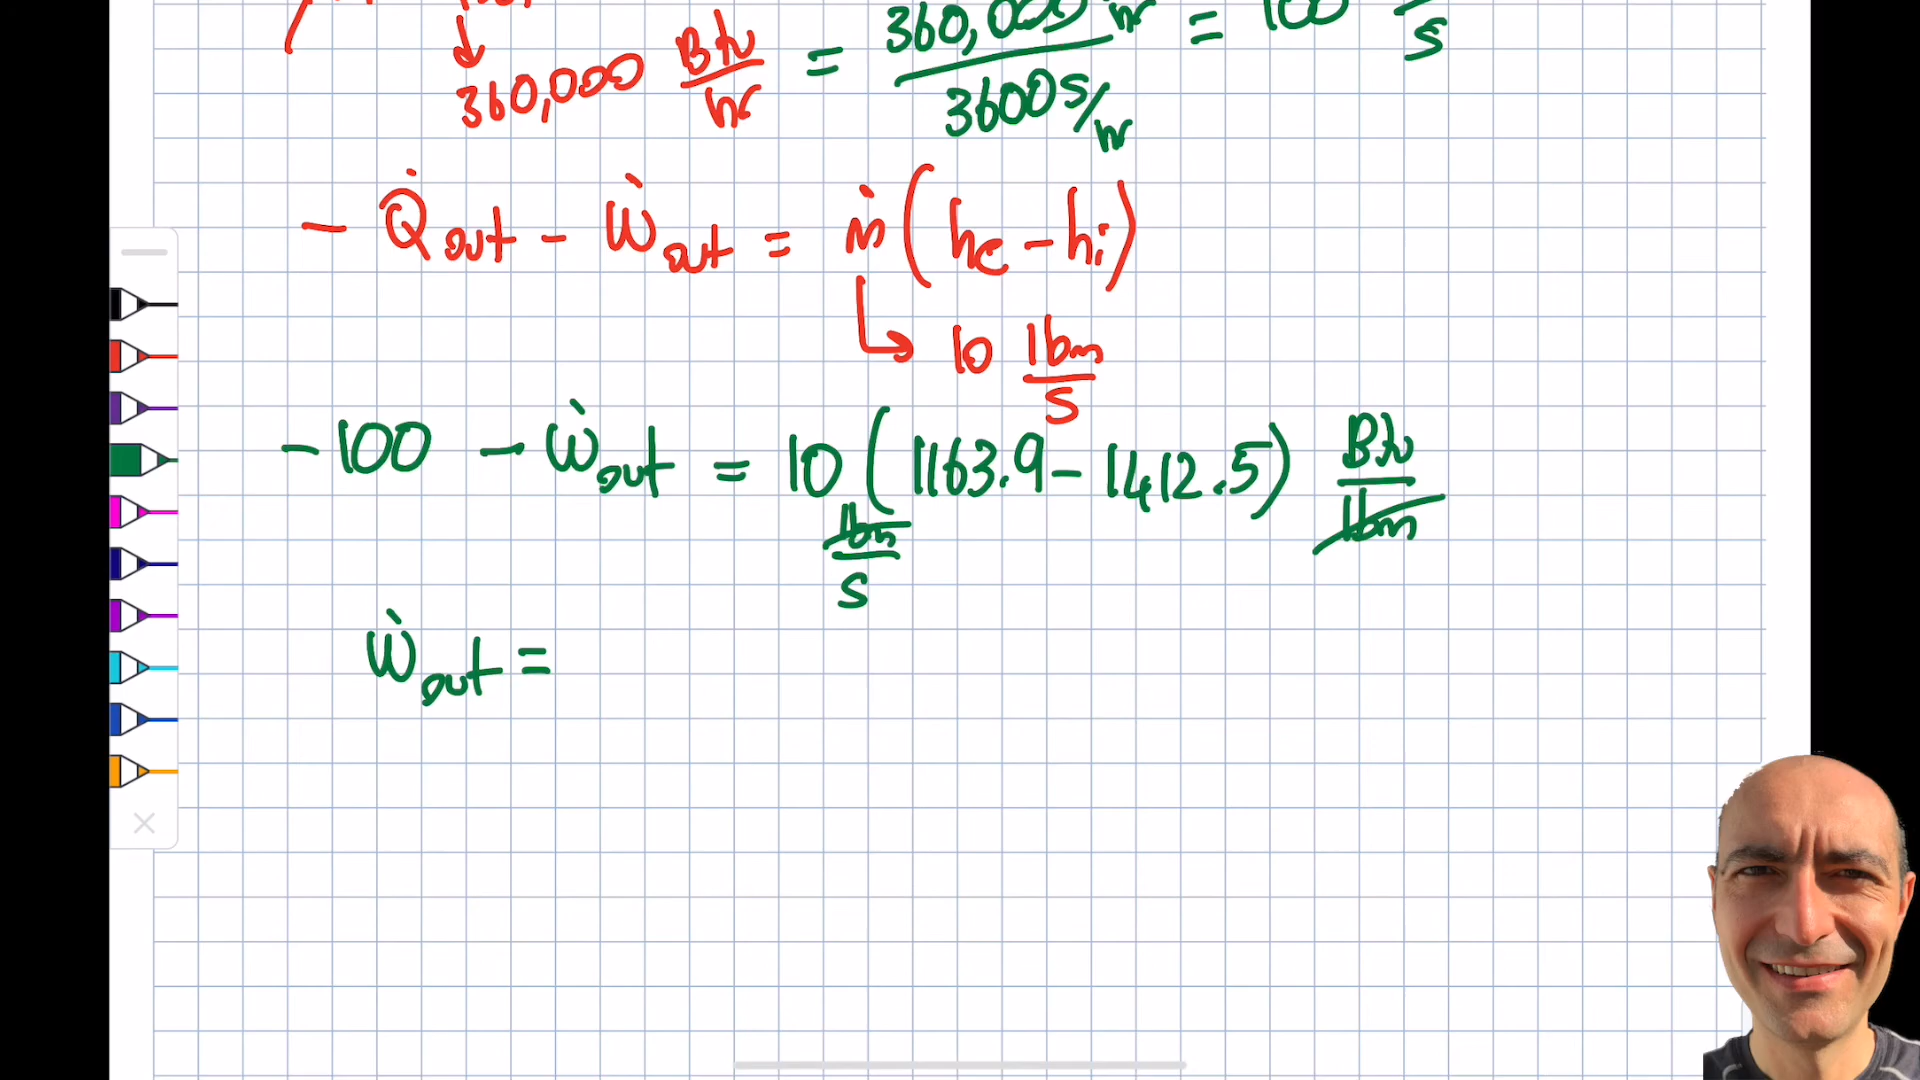 360,000 Btu/hr = 360,000 /hr / 3600 s/hr = 100 /s
- Q̇out - Ẇout = ṁ (he - hi)
↳ 10 lbm/s
-100 - Ẇout = 10 lbm/s (1163.9 - 1412.5) Btu/lbm
Ẇout =